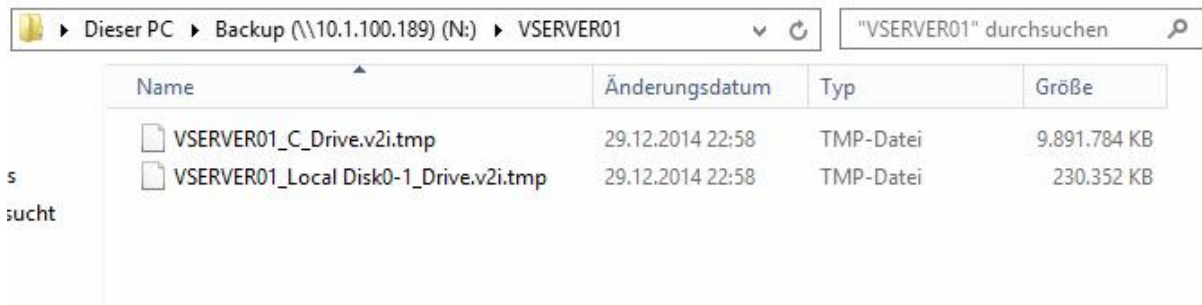 Dieser PC Backup (\\10.1.100.189) (N:) VSERVER01 "VSERVER01" durchsuchen
Name Änderungsdatum Typ Größe
VSERVER01_C_Drive.v2i.tmp 29.12.2014 22:58 TMP-Datei 9.891.784 KB
VSERVER01_Local Disk0-1_Drive.v2i.tmp 29.12.2014 22:58 TMP-Datei 230.352 KB
s
sucht